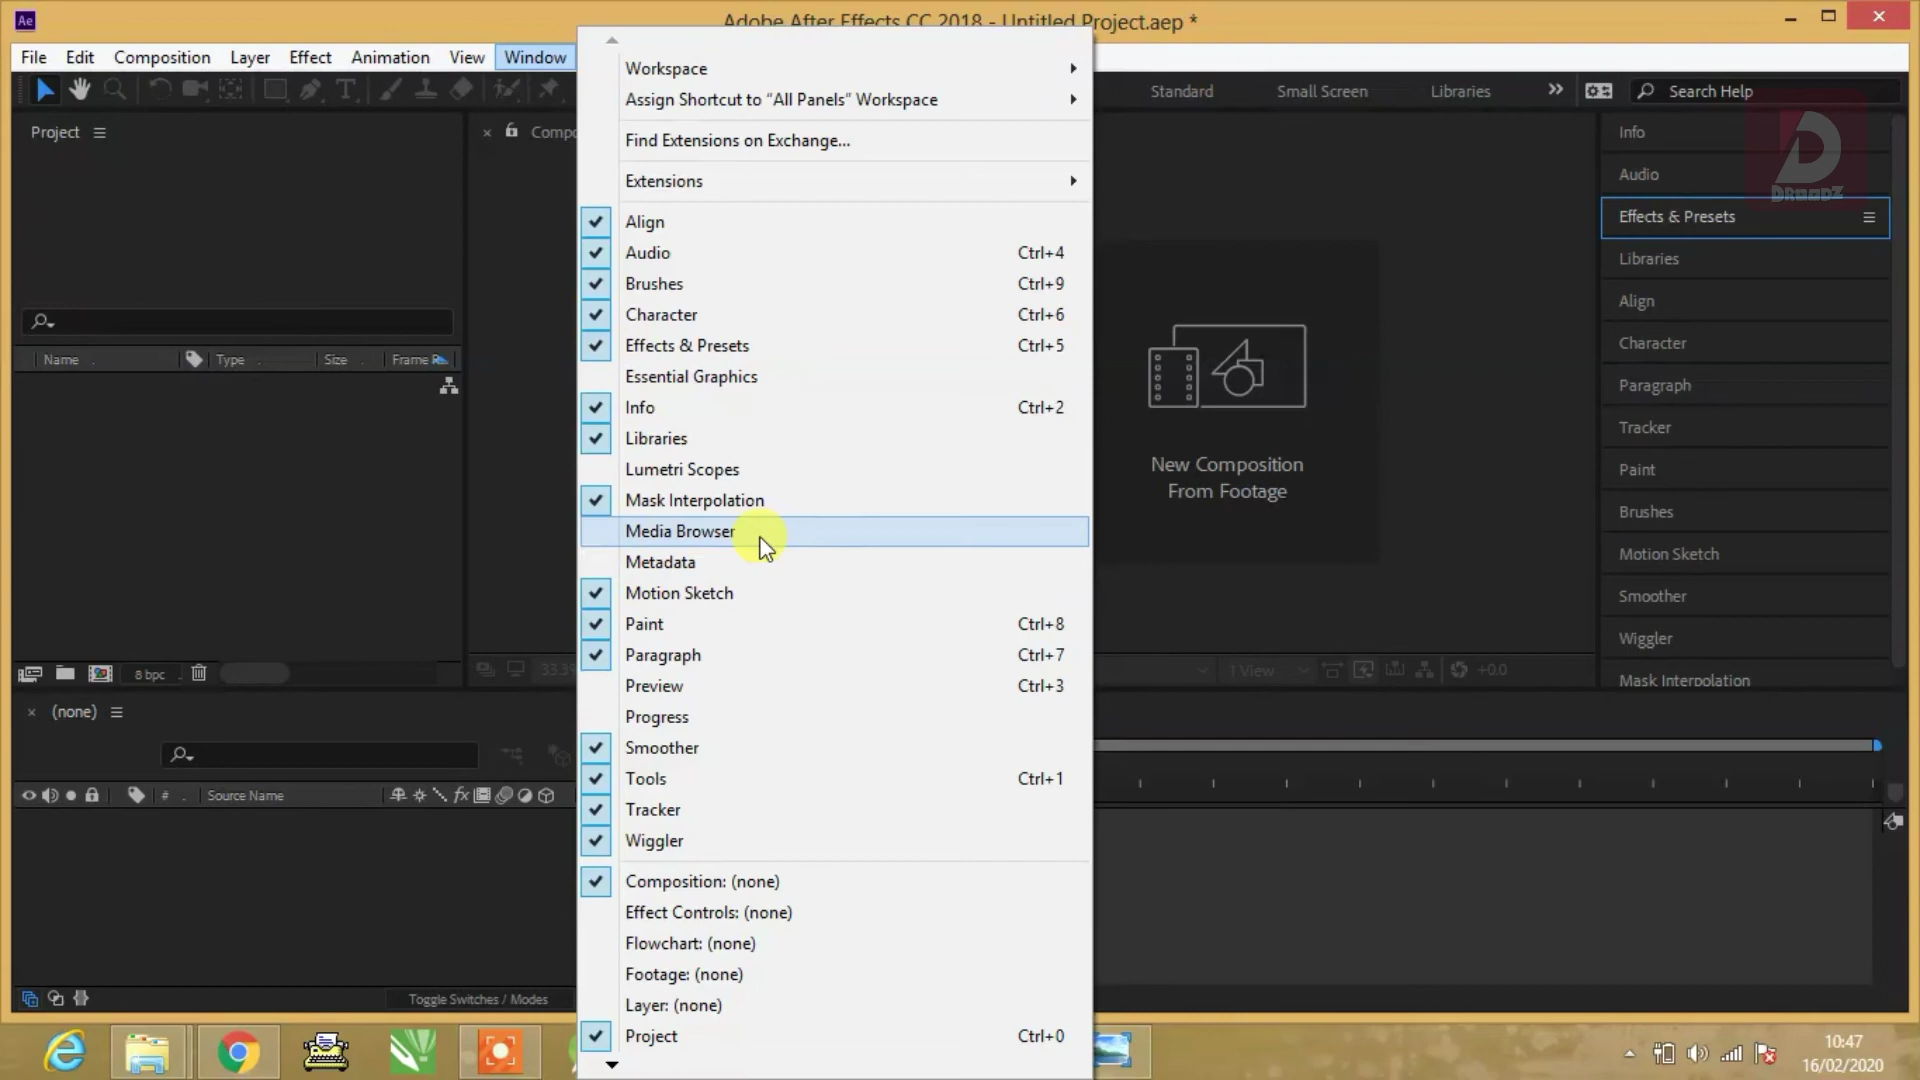 Ae
Adobe After Effects CC 2018 - Untitled Project.aep *
File Edit Composition Layer Effect Animation View Window
Standard Small Screen Libraries Search Help
Project
Name Type Size Frame R
8 bpc
Workspace
Assign Shortcut to “All Panels” Workspace
Find Extensions on Exchange...
Extensions
Align
Audio Ctrl+4
Brushes Ctrl+9
Character Ctrl+6
Effects & Presets Ctrl+5
Essential Graphics
Info Ctrl+2
Libraries
Lumetri Scopes
Mask Interpolation
Media Browser
Metadata
Motion Sketch
Paint Ctrl+8
Paragraph Ctrl+7
Preview Ctrl+3
Progress
Smoother
Tools Ctrl+1
Tracker
Wiggler
Composition: (none)
Effect Controls: (none)
Flowchart: (none)
Footage: (none)
Layer: (none)
Project Ctrl+0
New Composition
From Footage
1 View +0.0
Info
Audio
Effects & Presets
Libraries
Align
Character
Paragraph
Tracker
Paint
Brushes
Motion Sketch
Smoother
Wiggler
Mask Interpolation
(none)
# Source Name fx
Toggle Switches / Modes
10:47
16/02/2020